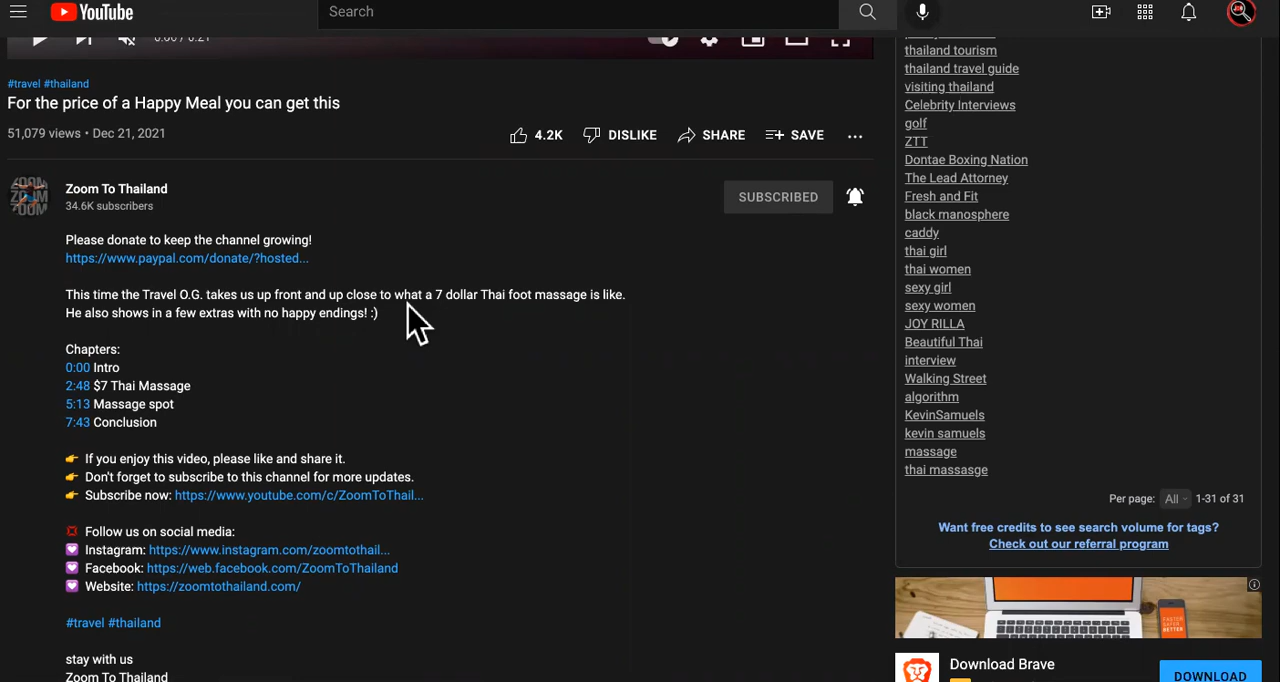 YouTube
Search
0:00 / 0:21
#travel #thailand
For the price of a Happy Meal you can get this
51,079 views • Dec 21, 2021
4.2K
DISLIKE
SHARE
SAVE
Zoom To Thailand
34.6K subscribers
SUBSCRIBED
Please donate to keep the channel growing!
https://www.paypal.com/donate/?hosted...
This time the Travel O.G. takes us up front and up close to what a 7 dollar Thai foot massage is like.
He also shows in a few extras with no happy endings! :)
Chapters:
0:00 Intro
2:48 $7 Thai Massage
5:13 Massage spot
7:43 Conclusion
👉 If you enjoy this video, please like and share it.
👉 Don't forget to subscribe to this channel for more updates.
👉 Subscribe now: https://www.youtube.com/c/ZoomToThail...
💢 Follow us on social media:
💟 Instagram: https://www.instagram.com/zoomtothail...
💟 Facebook: https://web.facebook.com/ZoomToThailand
💟 Website: https://zoomtothailand.com/
#travel #thailand
stay with us
Zoom To Thailand
thailand tourism
thailand travel guide
visiting thailand
Celebrity Interviews
golf
ZTT
Dontae Boxing Nation
The Lead Attorney
Fresh and Fit
black manosphere
caddy
thai girl
thai women
sexy girl
sexy women
JOY RILLA
Beautiful Thai
interview
Walking Street
algorithm
KevinSamuels
kevin samuels
massage
thai massasge
Per page: All 1-31 of 31
Want free credits to see search volume for tags?
Check out our referral program
FASTER
SAFER
BETTER
Download Brave
DOWNLOAD